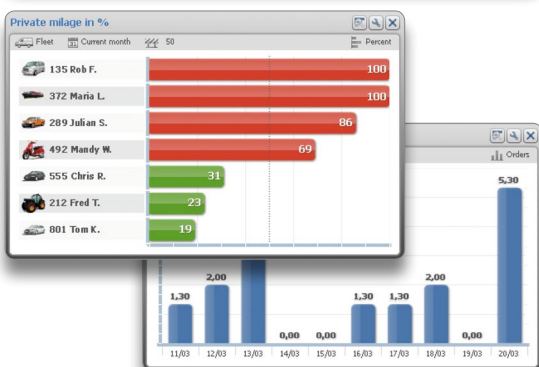 Private milage in %
Fleet
31
Current month
50
Percent
135 Rob F.
100
372 Maria L.
100
289 Julian S.
86
492 Mandy W.
69
555 Chris R.
31
212 Fred T.
23
801 Tom K.
19
Orders
1,30
2,00
0,00
0,00
1,30
1,30
2,00
0,00
5,30
11/03
12/03
13/03
14/03
15/03
16/03
17/03
18/03
19/03
20/03